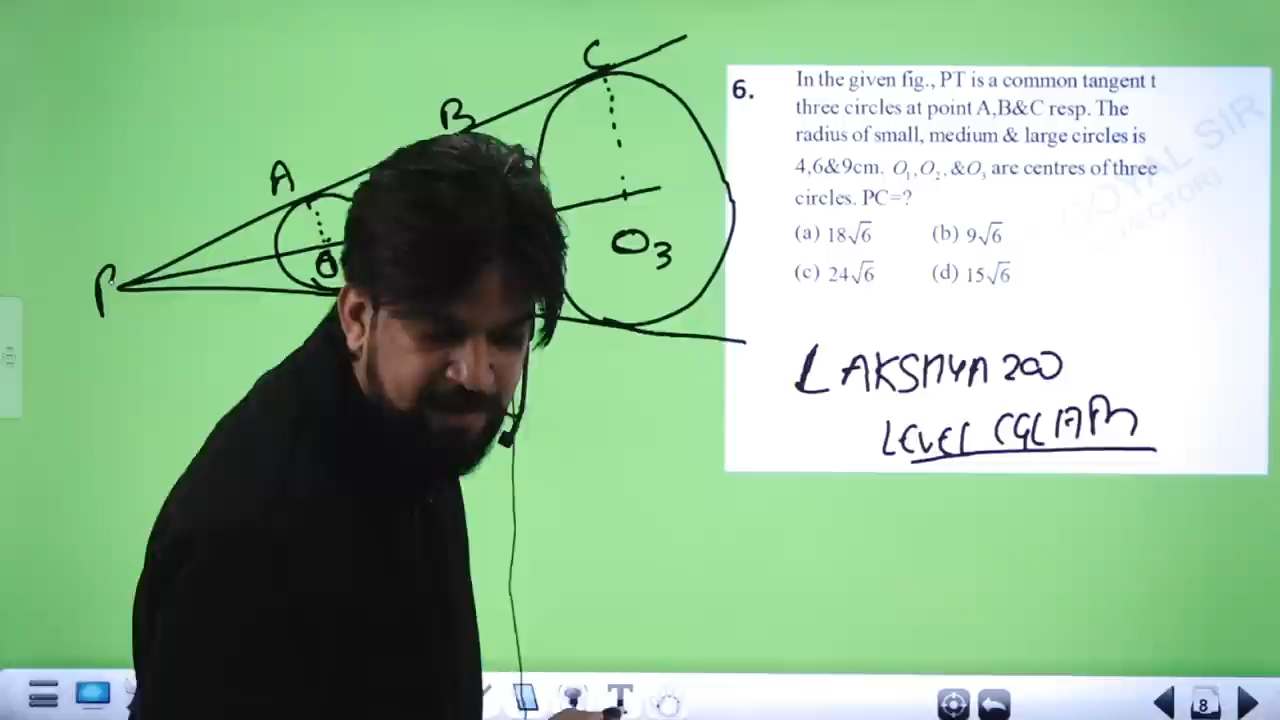 C
B
A
P
O
O3
6.
In the given fig., PT is a common tangent t
three circles at point A,B&C resp. The
radius of small, medium & large circles is
4,6&9cm. O₁,O₂,&O₃ are centres of three
circles. PC=?
(a) 18√6 (b) 9√6
(c) 24√6 (d) 15√6
LAKSHYA 200
LEVEL CGL
T
8